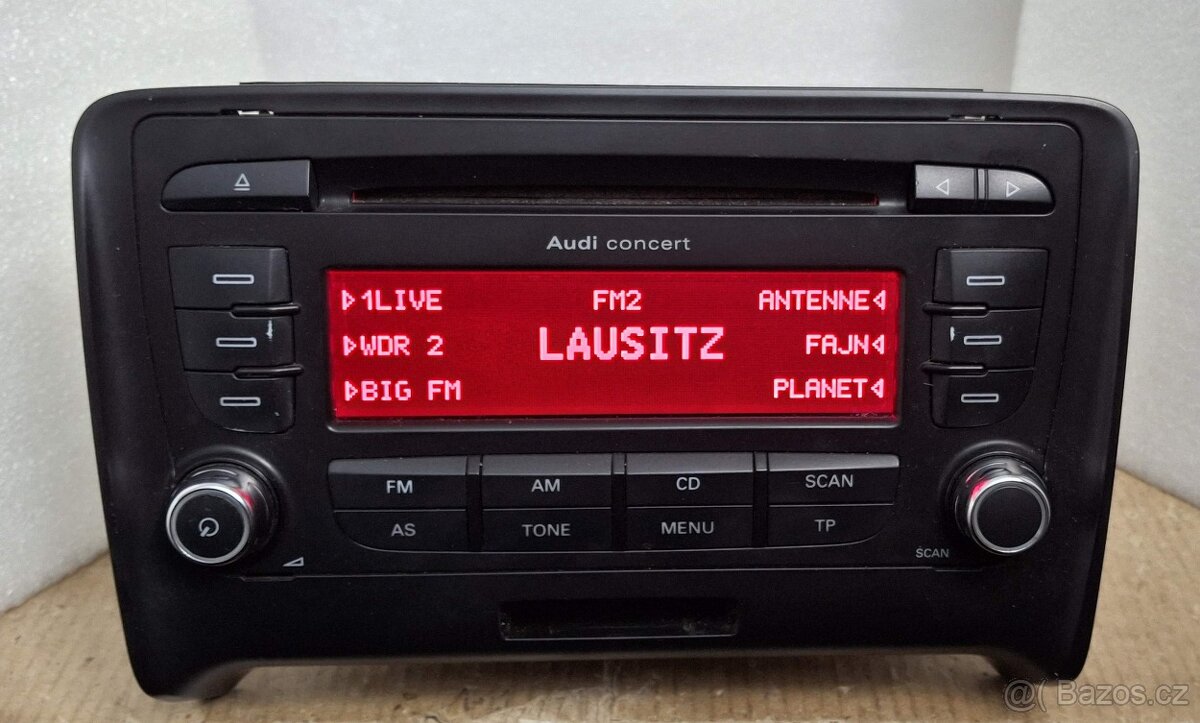 Audi concert
1LIVE FM2 ANTENNE
LAUSITZ
WDR 2 FAJN
BIG FM PLANET
FM AM CD SCAN
AS TONE MENU TP
SCAN
@( Bazos.cz